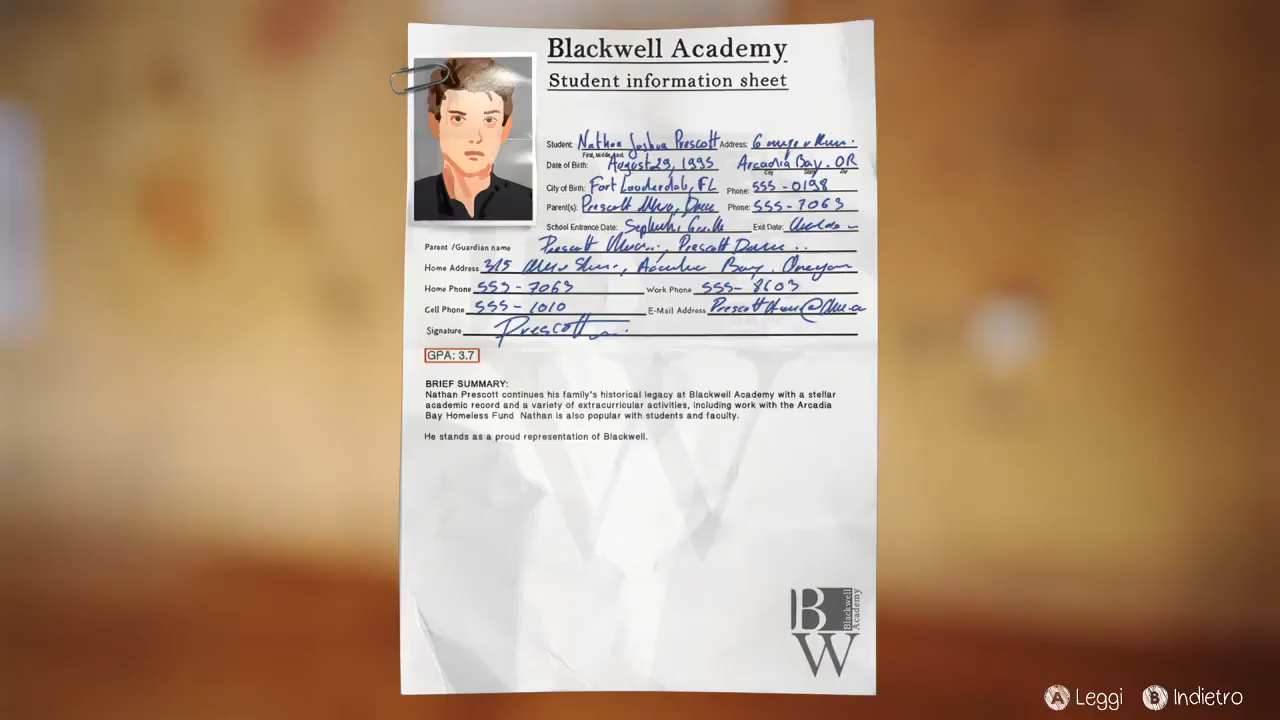 Blackwell Academy
Student information sheet
Student: Nathan Joshua Prescott Address:
First, Middle, Last
Date of Birth: August 29, 1995 Arcadia Bay. OR
City State Zip
City of Birth: Fort Lauderdale, FL Phone: 555-0198
Parent(s): Prescott Phone: 555-7063
School Entrance Date: Exit Date:
Parent /Guardian name Prescott Prescott
Home Address 315 Bay.
Home Phone 555-7063 Work Phone 555-8103
Cell Phone 555-1010 E-Mail Address
Signature Prescott
GPA: 3.7
BRIEF SUMMARY:
Nathan Prescott continues his family's historical legacy at Blackwell Academy with a stellar
academic record and a variety of extracurricular activities, including work with the Arcadia
Bay Homeless Fund Nathan is also popular with students and faculty.
He stands as a proud representation of Blackwell.
B Blackwell Academy
W
A Leggi B Indietro